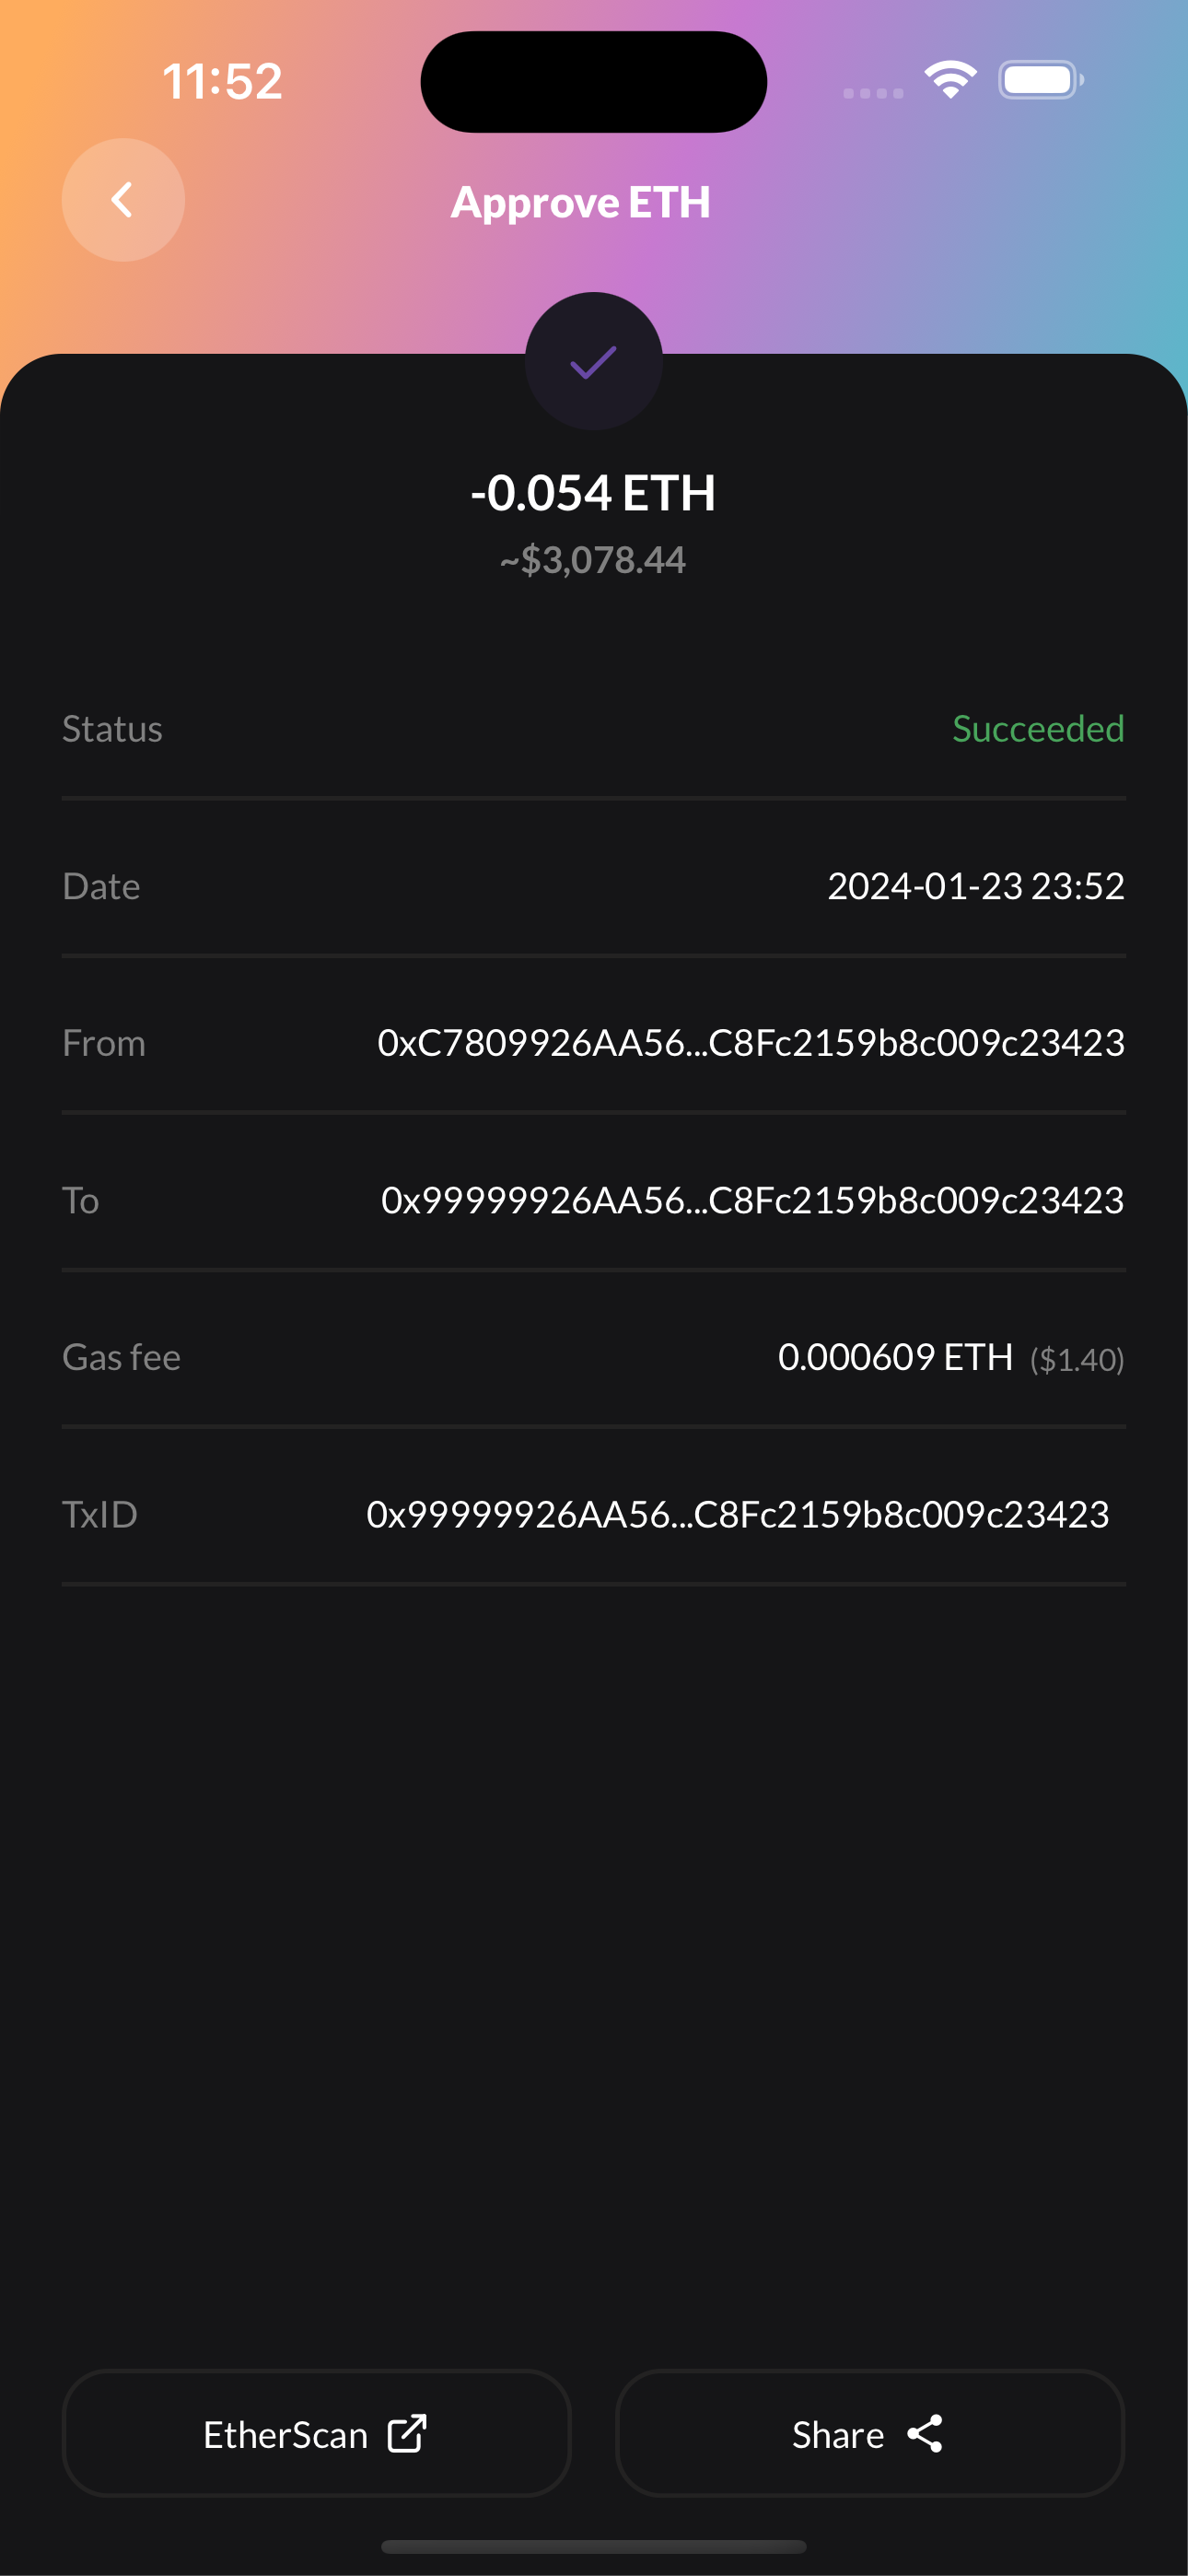 11:52
Approve ETH
-0.054 ETH
~$3,078.44
Status Succeeded
Date 2024-01-23 23:52
From 0xC7809926AA56...C8Fc2159b8c009c23423
To 0x99999926AA56...C8Fc2159b8c009c23423
Gas fee 0.000609 ETH ($1.40)
TxID 0x99999926AA56...C8Fc2159b8c009c23423
EtherScan Share